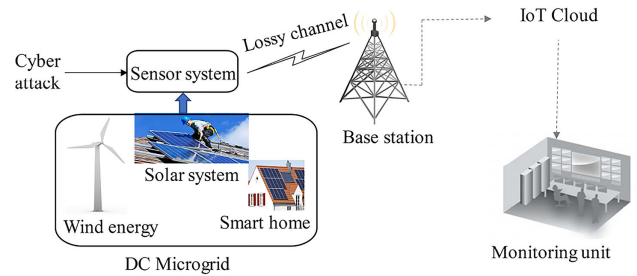 Cyber
attack
Sensor system
Lossy channel
Base station
IoT Cloud
Monitoring unit
Solar system
Wind energy
Smart home
DC Microgrid